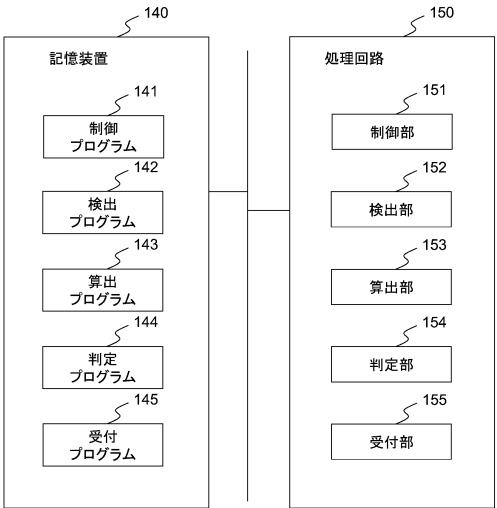 140
記憶装置
141
制御
プログラム
142
検出
プログラム
143
算出
プログラム
144
判定
プログラム
145
受付
プログラム
150
処理回路
151
制御部
152
検出部
153
算出部
154
判定部
155
受付部